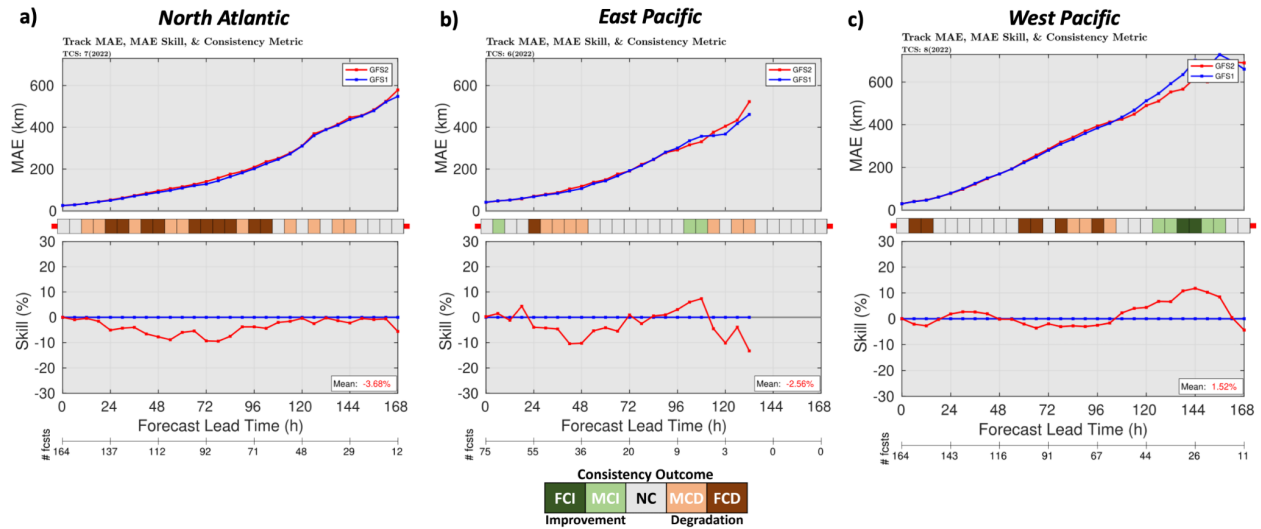 a) North Atlantic
Track MAE, MAE Skill, & Consistency Metric
TCS: 7(2022)
GFS2
GFS1
MAE (km)
600
400
200
0
Skill (%)
30
20
10
0
-10
-20
-30
Mean: -3.68%
0 24 48 72 96 120 144 168
Forecast Lead Time (h)
# fcsts
164 137 112 92 71 48 29 12
b) East Pacific
Track MAE, MAE Skill, & Consistency Metric
TCS: 6(2022)
GFS2
GFS1
MAE (km)
600
400
200
0
Skill (%)
30
20
10
0
-10
-20
-30
Mean: -2.56%
0 24 48 72 96 120 144 168
Forecast Lead Time (h)
# fcsts
75 55 36 20 9 3 0 0
c) West Pacific
Track MAE, MAE Skill, & Consistency Metric
TCS: 8(2022)
GFS2
GFS1
MAE (km)
600
400
200
0
Skill (%)
30
20
10
0
-10
-20
-30
Mean: 1.52%
0 24 48 72 96 120 144 168
Forecast Lead Time (h)
# fcsts
164 143 116 91 67 44 26 11
Consistency Outcome
FCI MCI NC MCD FCD
Improvement Degradation